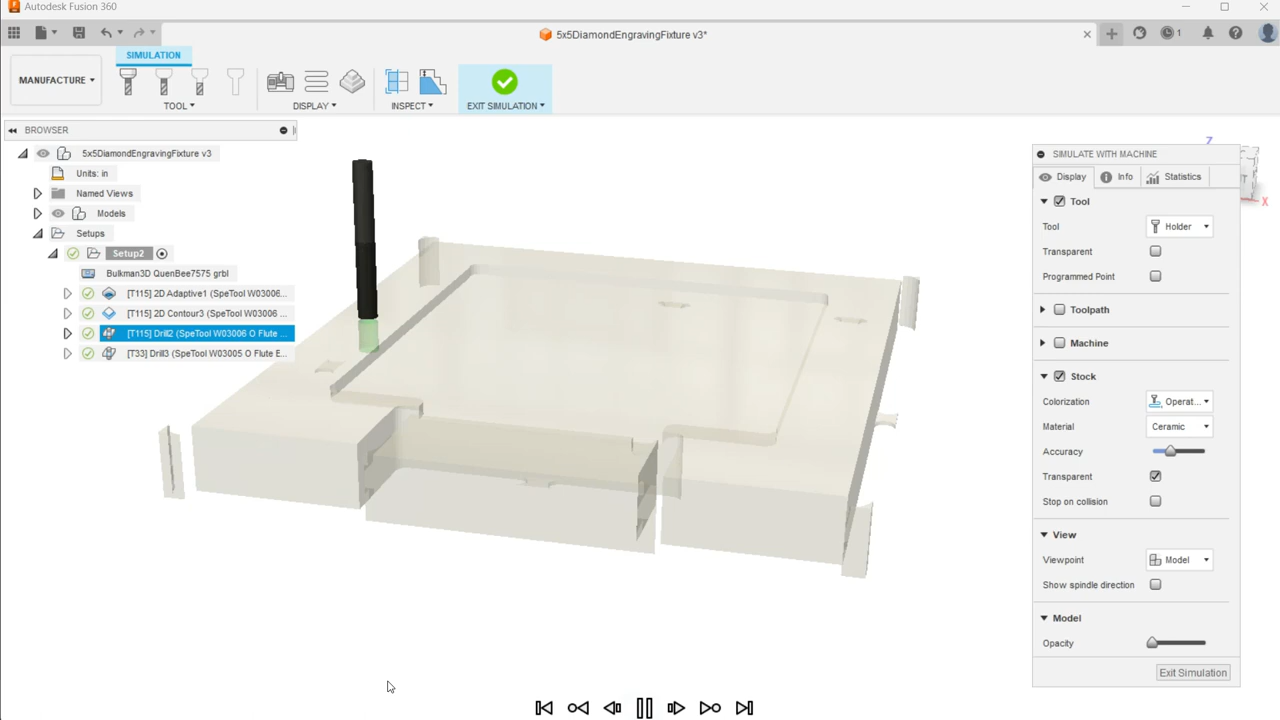 Autodesk Fusion 360
5x5DiamondEngravingFixture v3*
1
SIMULATION
MANUFACTURE
TOOL
DISPLAY
INSPECT
EXIT SIMULATION
BROWSER
5x5DiamondEngravingFixture v3
Units: in
Named Views
Models
Setups
Setup2
Bulkman3D QuenBee7575 grbl
[T115] 2D Adaptive1 (SpeTool W03006...
[T115] 2D Contour3 (SpeTool W03006 ...
[T115] Drill2 (SpeTool W03006 O Flute ...
[T33] Drill3 (SpeTool W03005 O Flute E...
Z
X
SIMULATE WITH MACHINE
Display Info Statistics
Tool
Tool Holder
Transparent
Programmed Point
Toolpath
Machine
Stock
Colorization Operat...
Material Ceramic
Accuracy
Transparent
Stop on collision
View
Viewpoint Model
Show spindle direction
Model
Opacity
Exit Simulation